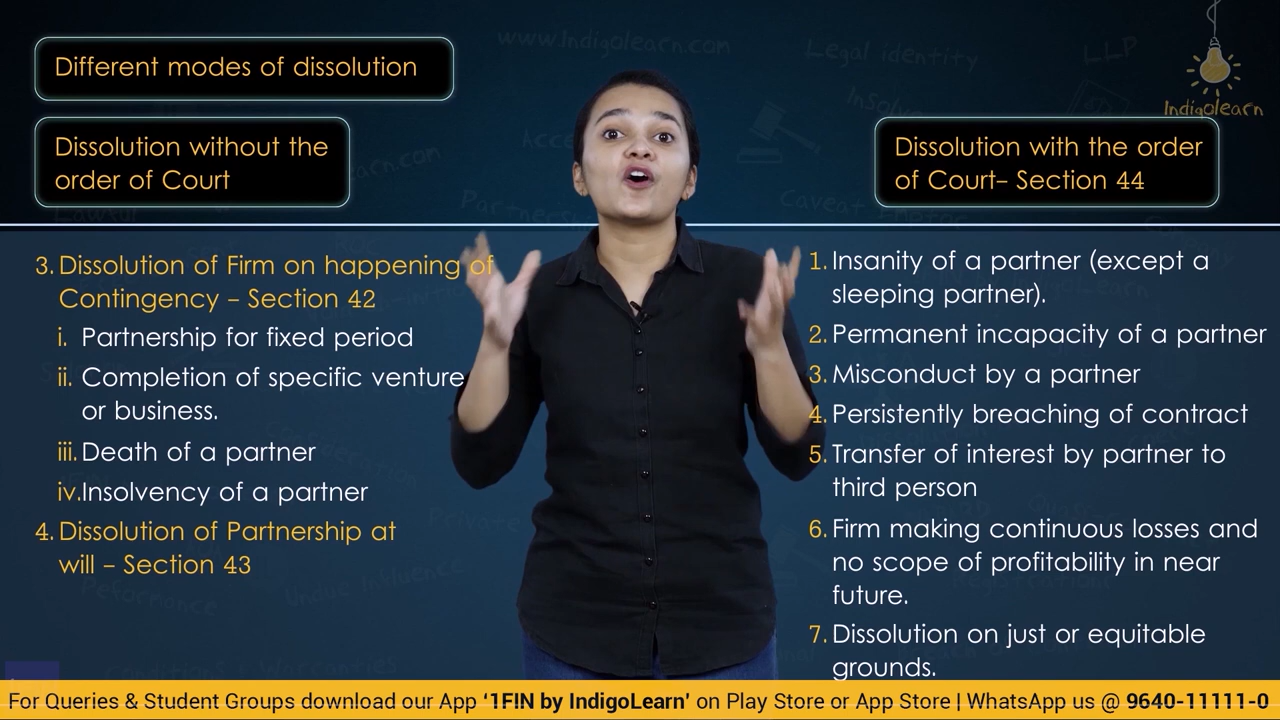 Different modes of dissolution
Dissolution without the
order of Court
3. Dissolution of Firm on happening of
Contingency – Section 42
i. Partnership for fixed period
ii. Completion of specific venture
or business.
iii. Death of a partner
iv. Insolvency of a partner
4. Dissolution of Partnership at
will – Section 43
www.Indigolearn.com
Legal identity
LLP
Indigolearn
Dissolution with the order
of Court– Section 44
1. Insanity of a partner (except a
sleeping partner).
2. Permanent incapacity of a partner
3. Misconduct by a partner
4. Persistently breaching of contract
5. Transfer of interest by partner to
third person
6. Firm making continuous losses and
no scope of profitability in near
future.
7. Dissolution on just or equitable
grounds.
For Queries & Student Groups download our App ‘1FIN by IndigoLearn’ on Play Store or App Store | WhatsApp us @ 9640-11111-0